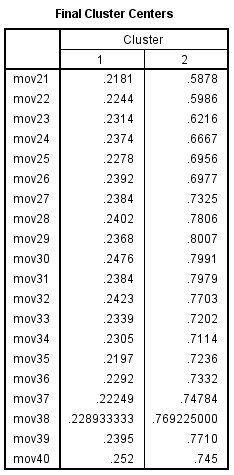 Final Cluster Centers
Cluster
1 2
mov21 .2181 .5878
mov22 .2244 .5986
mov23 .2314 .6216
mov24 .2374 .6667
mov25 .2278 .6956
mov26 .2392 .6977
mov27 .2384 .7325
mov28 .2402 .7806
mov29 .2368 .8007
mov30 .2476 .7991
mov31 .2384 .7979
mov32 .2423 .7703
mov33 .2339 .7202
mov34 .2305 .7114
mov35 .2197 .7236
mov36 .2292 .7332
mov37 .22249 .74784
mov38 .228933333 .769225000
mov39 .2395 .7710
mov40 .252 .745